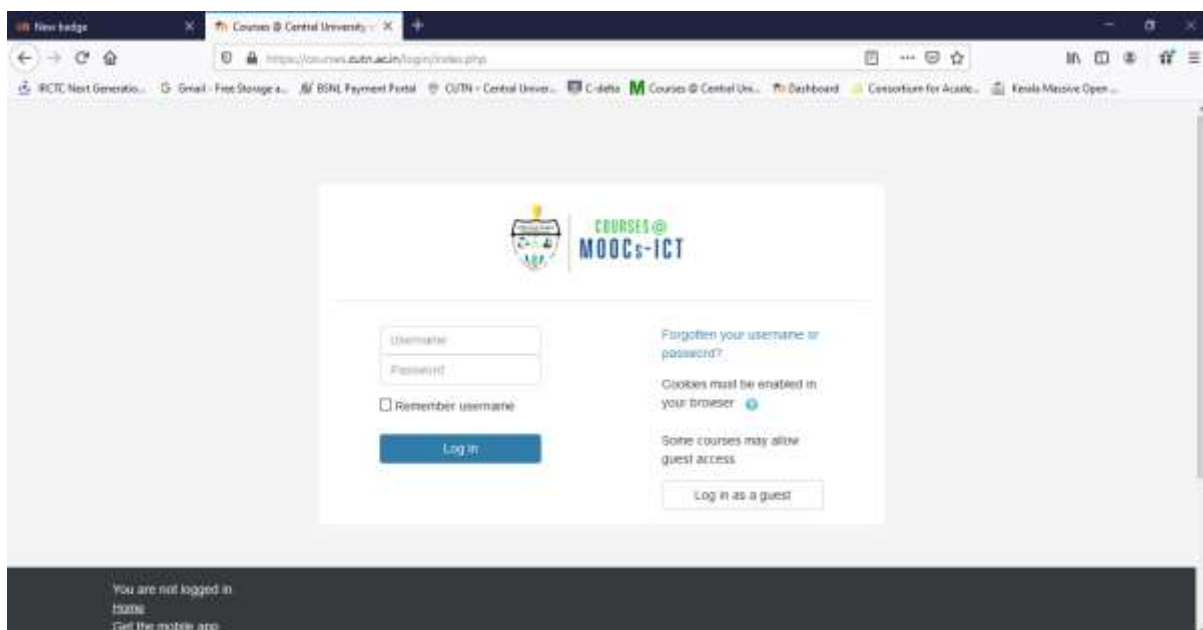 New badge
Courses @ Central University
https://courses.cutn.ac.in/login/index.php
IRCTC Next Generatio...
Gmail - Free Storage a...
BSNL Payment Portal
CUTN - Central Univer...
Courses @ Central Uni...
Dashboard
Consortium for Acade...
Kerala Massive Open ...
COURSES @
MOOCs-ICT
Username
Password
Remember username
Log in
Forgotten your username or
password?
Cookies must be enabled in
your browser
Some courses may allow
guest access
Log in as a guest
You are not logged in
Home
Get the mobile app